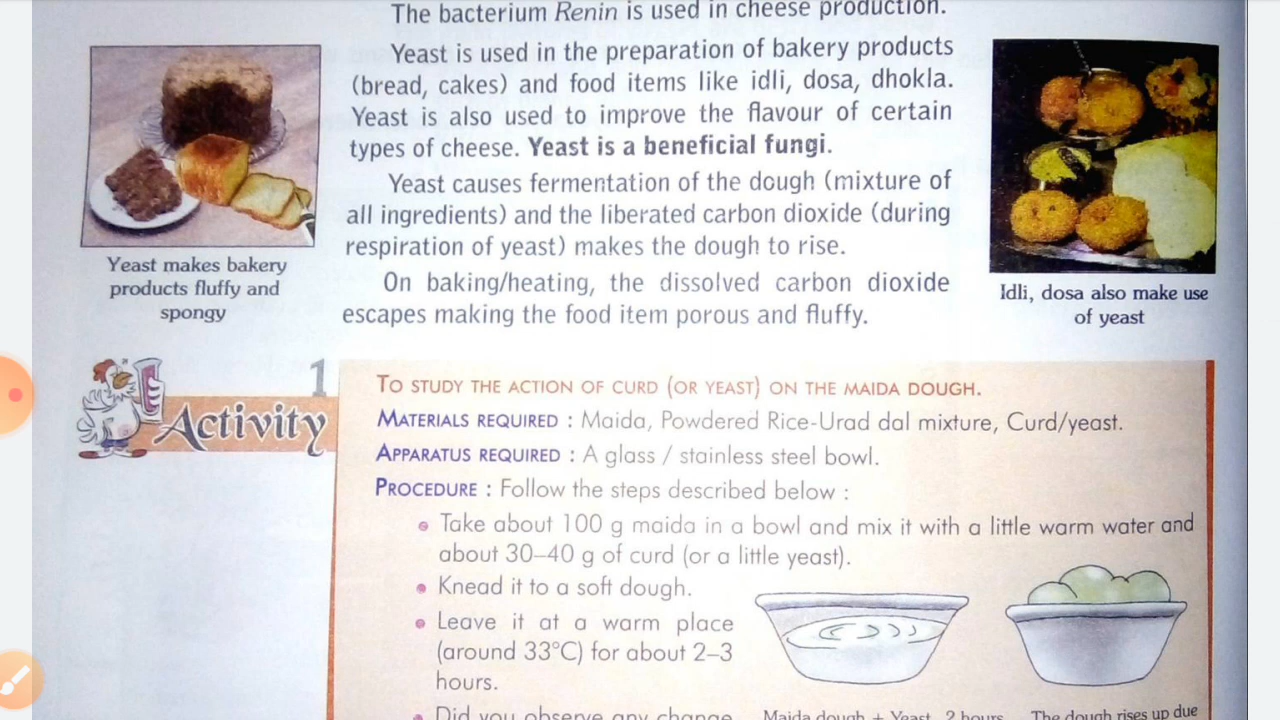 The bacterium Renin is used in cheese production.
Yeast is used in the preparation of bakery products
(bread, cakes) and food items like idli, dosa, dhokla.
Yeast is also used to improve the flavour of certain
types of cheese. Yeast is a beneficial fungi.
Yeast causes fermentation of the dough (mixture of
all ingredients) and the liberated carbon dioxide (during
respiration of yeast) makes the dough to rise.
On baking/heating, the dissolved carbon dioxide
escapes making the food item porous and fluffy.
Yeast makes bakery
products fluffy and
spongy
Idli, dosa also make use
of yeast
1
Activity
TO STUDY THE ACTION OF CURD (OR YEAST) ON THE MAIDA DOUGH.
MATERIALS REQUIRED : Maida, Powdered Rice-Urad dal mixture, Curd/yeast.
APPARATUS REQUIRED : A glass / stainless steel bowl.
PROCEDURE : Follow the steps described below :
Take about 100 g maida in a bowl and mix it with a little warm water and
about 30–40 g of curd (or a little yeast).
Knead it to a soft dough.
Leave it at a warm place
(around 33°C) for about 2–3
hours.
Did you observe any change
Maida dough + Yeast, 2 hours
The dough rises up due